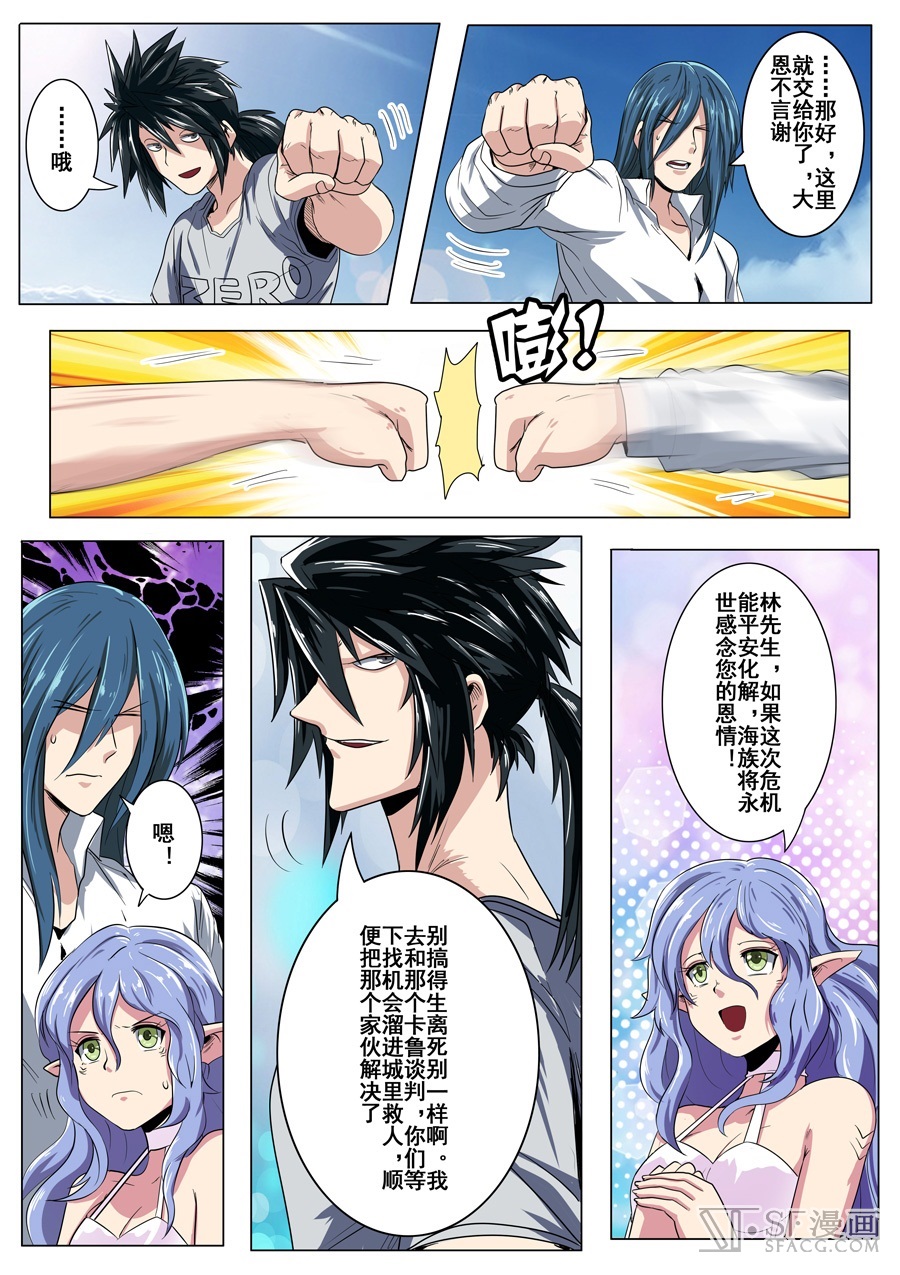 ……那好，这里
就交给你了，大
恩不言谢
……哦
ZERO
嘭！
林先生，如果这次危机
能平安化解，海族将永
世感念您的恩情！
别搞得生离死别一样啊。我
去和那个卡鲁谈判，你们等
下找机会溜进城里救人，顺
便把那个家伙解决了
嗯！
SF漫画
SFACG.COM